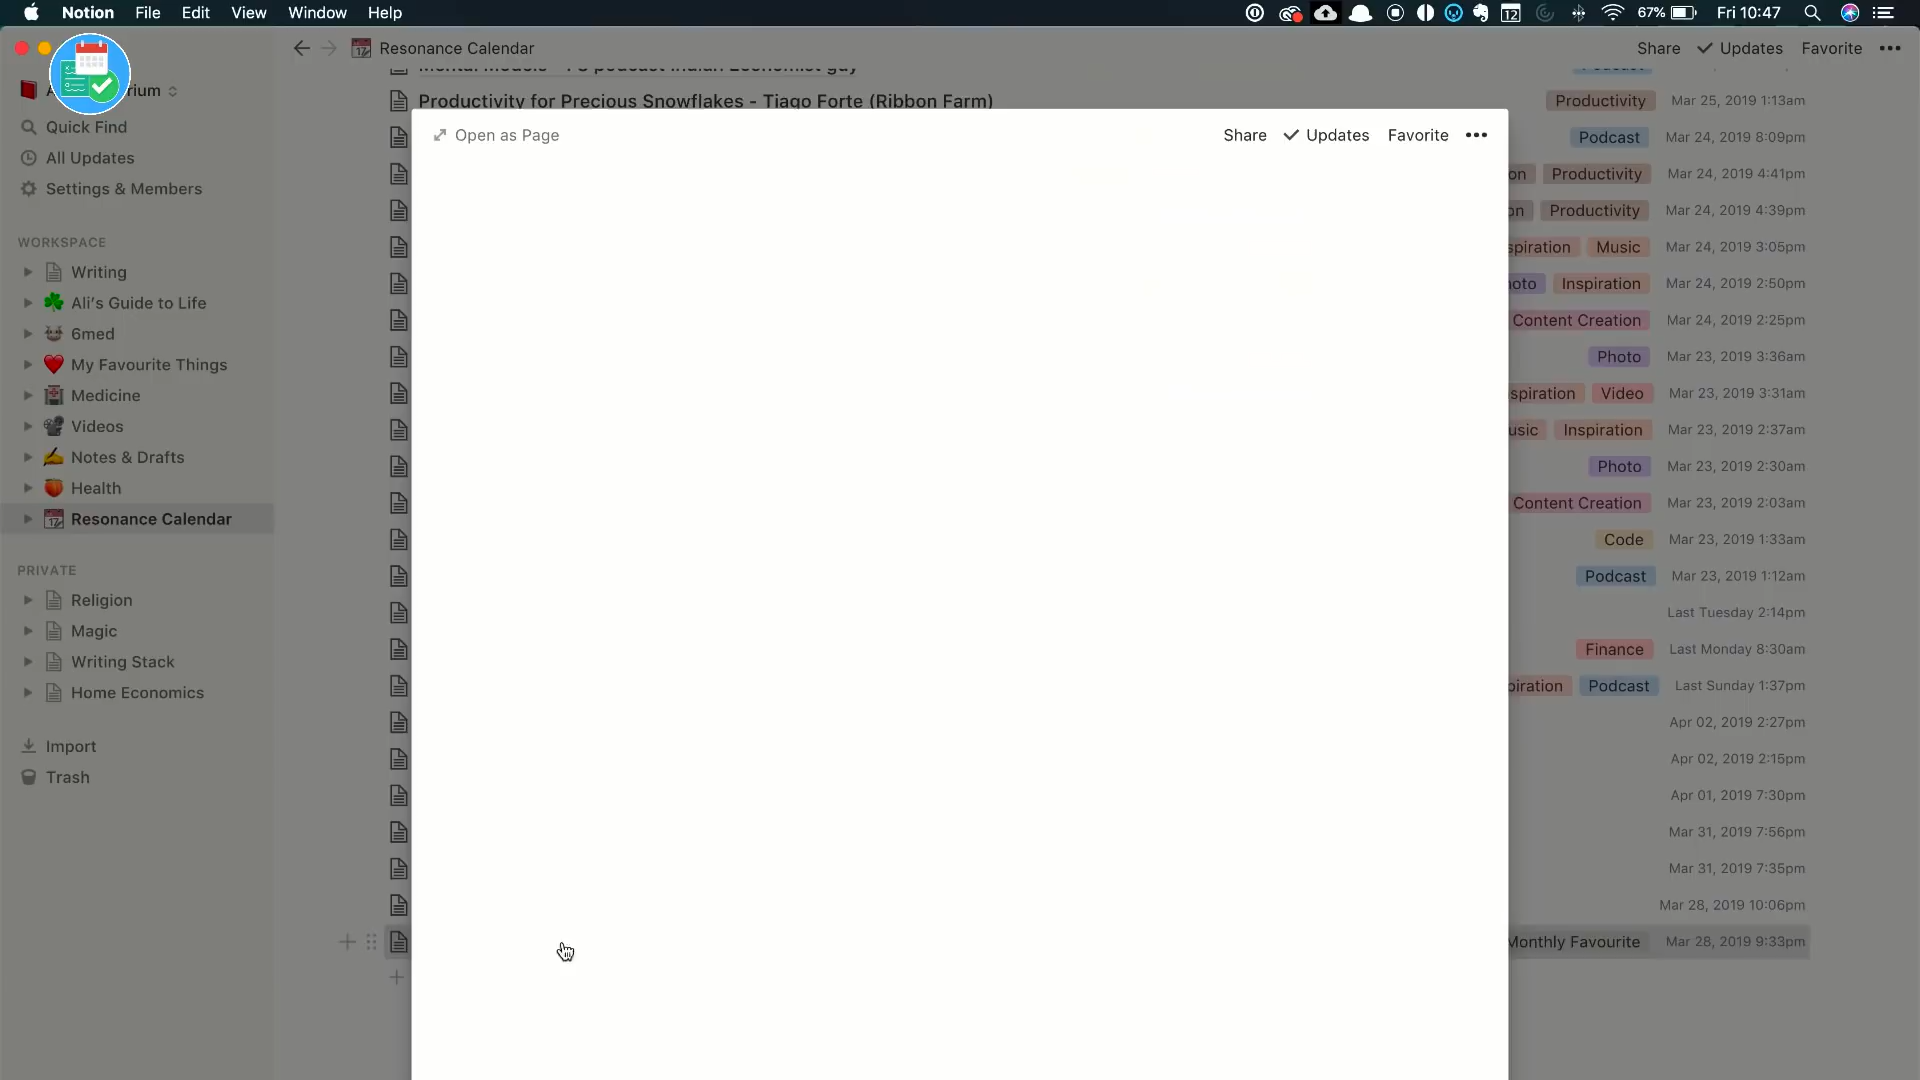 Notion File Edit View Window Help
67% Fri 10:47
Resonance Calendar
Share Updates Favorite
Productivity for Precious Snowflakes - Tiago Forte (Ribbon Farm)
Productivity Mar 25, 2019 1:13am
Quick Find
All Updates
Settings & Members
WORKSPACE
Writing
Ali's Guide to Life
6med
My Favourite Things
Medicine
Videos
Notes & Drafts
Health
Resonance Calendar
PRIVATE
Religion
Magic
Writing Stack
Home Economics
Import
Trash
Open as Page
Share Updates Favorite
Podcast Mar 24, 2019 8:09pm
on Productivity Mar 24, 2019 4:41pm
on Productivity Mar 24, 2019 4:39pm
spiration Music Mar 24, 2019 3:05pm
oto Inspiration Mar 24, 2019 2:50pm
Content Creation Mar 24, 2019 2:25pm
Photo Mar 23, 2019 3:36am
spiration Video Mar 23, 2019 3:31am
usic Inspiration Mar 23, 2019 2:37am
Photo Mar 23, 2019 2:30am
Content Creation Mar 23, 2019 2:03am
Code Mar 23, 2019 1:33am
Podcast Mar 23, 2019 1:12am
Last Tuesday 2:14pm
Finance Last Monday 8:30am
piration Podcast Last Sunday 1:37pm
Apr 02, 2019 2:27pm
Apr 02, 2019 2:15pm
Apr 01, 2019 7:30pm
Mar 31, 2019 7:56pm
Mar 31, 2019 7:35pm
Mar 28, 2019 10:06pm
Monthly Favourite Mar 28, 2019 9:33pm